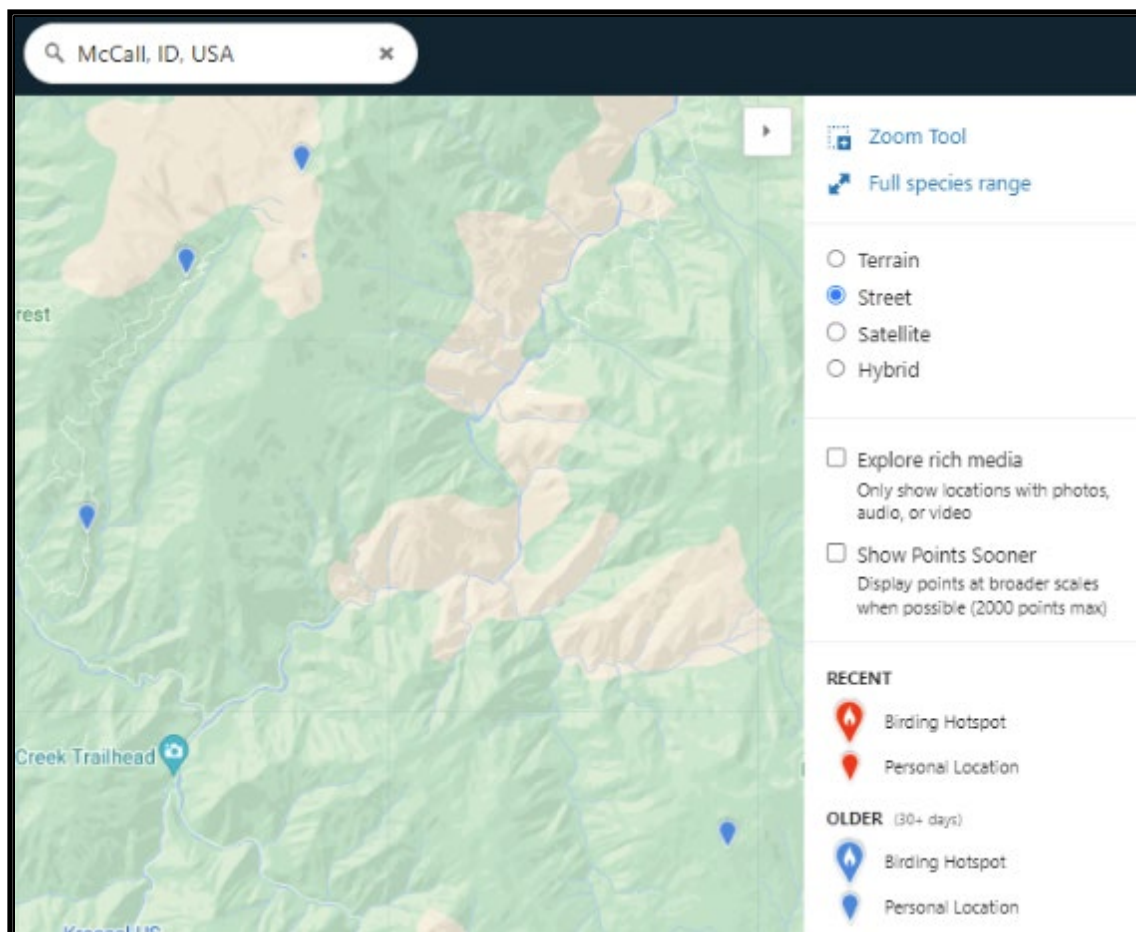 McCall, ID, USA
Zoom Tool
Full species range
rest
Terrain
Street
Satellite
Hybrid
Explore rich media
Only show locations with photos,
audio, or video
Show Points Sooner
Display points at broader scales
when possible (2000 points max)
RECENT
Birding Hotspot
Personal Location
Creek Trailhead
OLDER (30+ days)
Birding Hotspot
Personal Location